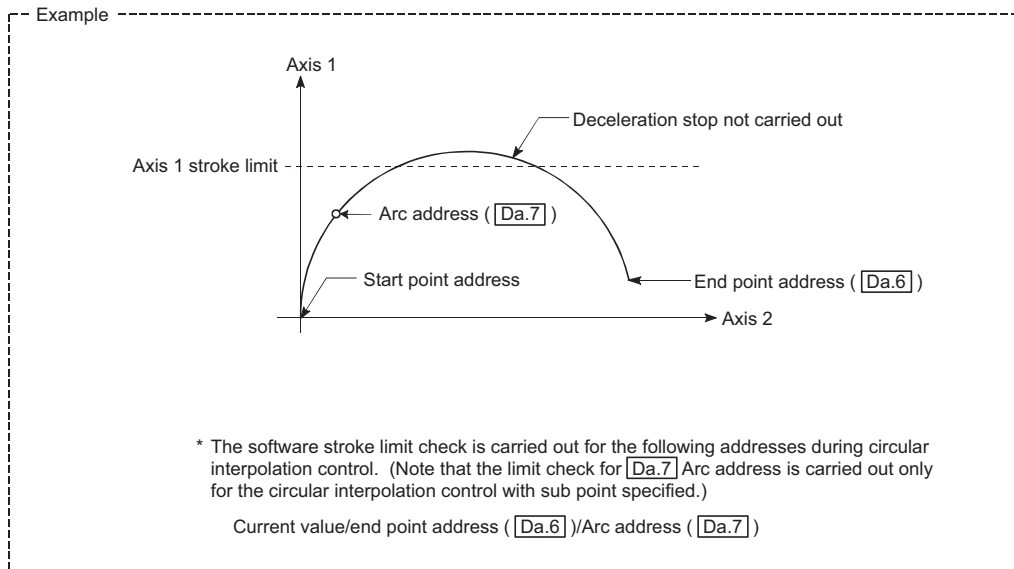 Example
Axis 1
Deceleration stop not carried out
Axis 1 stroke limit
Arc address ( Da.7 )
Start point address
End point address ( Da.6 )
Axis 2
* The software stroke limit check is carried out for the following addresses during circular
interpolation control. (Note that the limit check for Da.7 Arc address is carried out only
for the circular interpolation control with sub point specified.)
Current value/end point address ( Da.6 )/Arc address ( Da.7 )